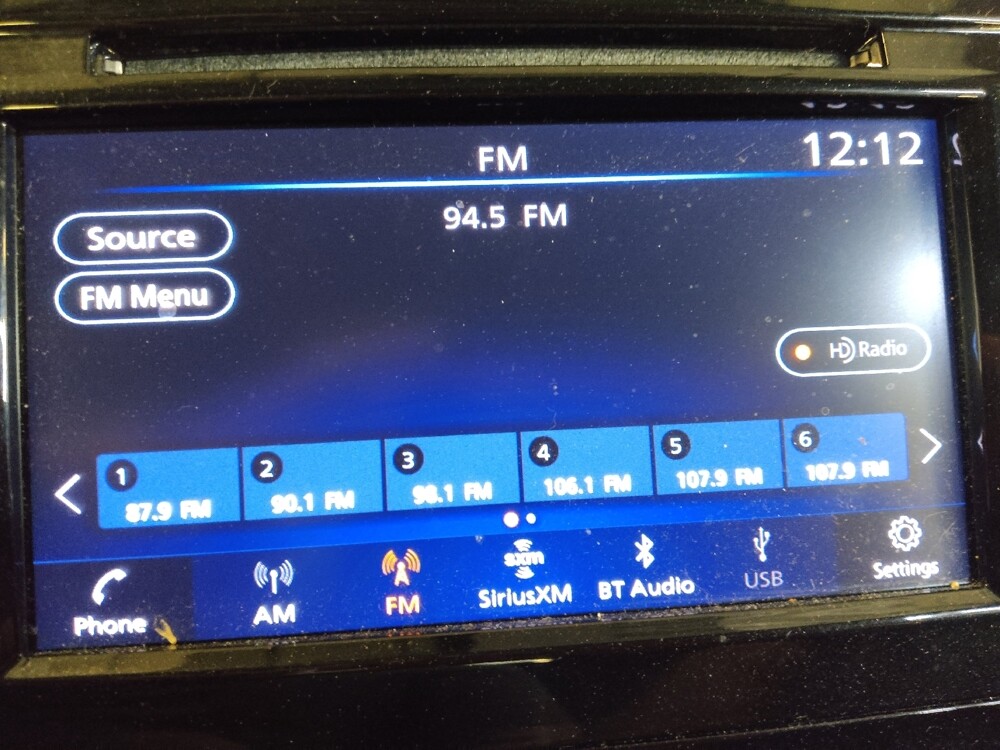 FM
12:12
94.5 FM
Source
FM Menu
HD Radio
1 2 3 4 5 6
87.9 FM 90.1 FM 98.1 FM 106.1 FM 107.9 FM 107.9 FM
sxm
Phone AM FM SiriusXM BT Audio USB Settings